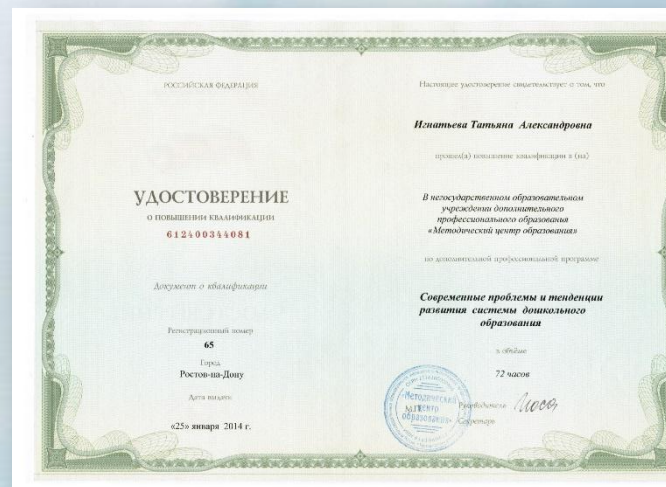 РОССИЙСКАЯ ФЕДЕРАЦИЯ
УДОСТОВЕРЕНИЕ
О ПОВЫШЕНИИ КВАЛИФИКАЦИИ
612400344081
Документ о квалификации
Регистрационный номер
65
Город
Ростов-на-Дону
Дата выдачи
«25» января 2014 г.
Настоящее удостоверение свидетельствует о том, что
Игнатьева Татьяна Александровна
прошел(а) повышение квалификации в (на)
В негосударственном образовательном
учреждении дополнительного
профессионального образования
«Методический центр образования»
по дополнительной профессиональной программе
Современные проблемы и тенденции
развития системы дошкольного
образования
в объёме
72 часов
Руководитель
Секретарь
М.П.
«Методический
центр
образования»